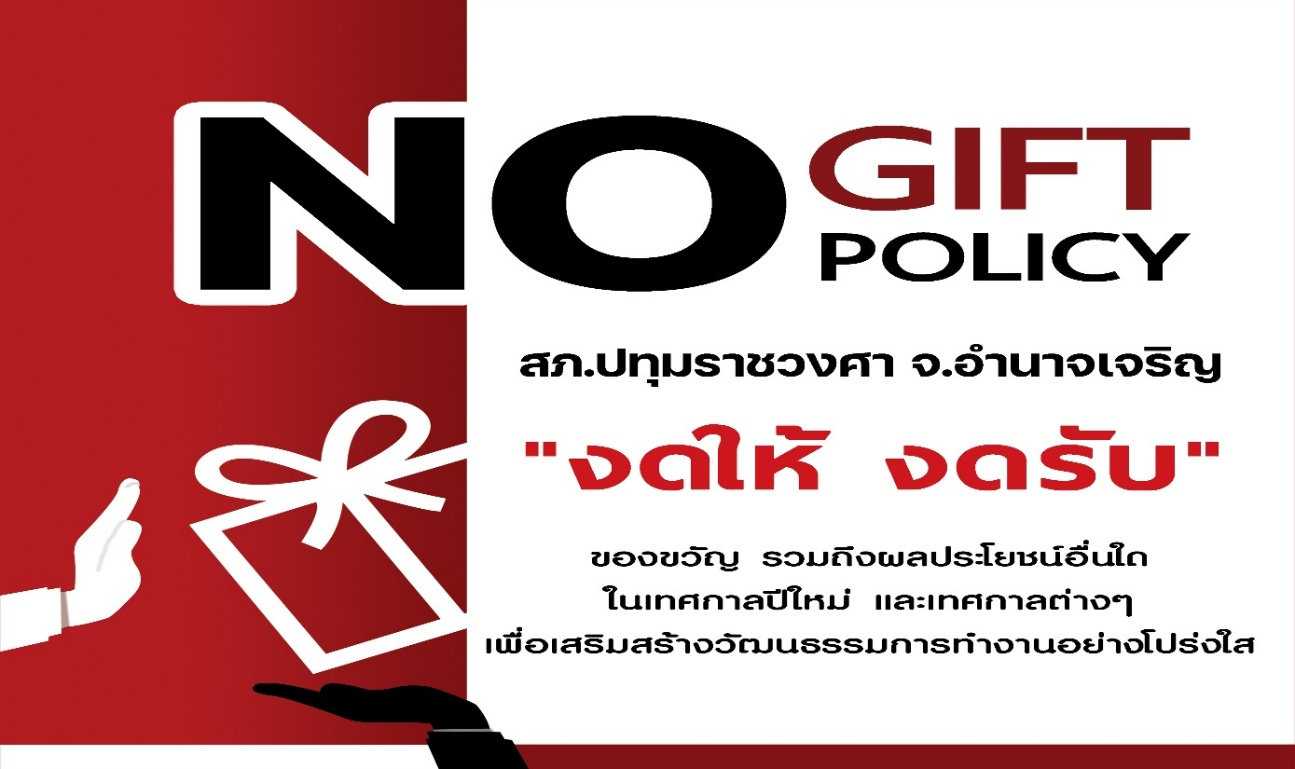 NO GIFT
POLICY
สภ.ปทุมราชวงศา จ.อำนาจเจริญ
"งดให้ งดรับ"
ของขวัญ รวมถึงผลประโยชน์อื่นใด
ในเทศกาลปีใหม่ และเทศกาลต่างๆ
เพื่อเสริมสร้างวัฒนธรรมการทำงานอย่างโปร่งใส